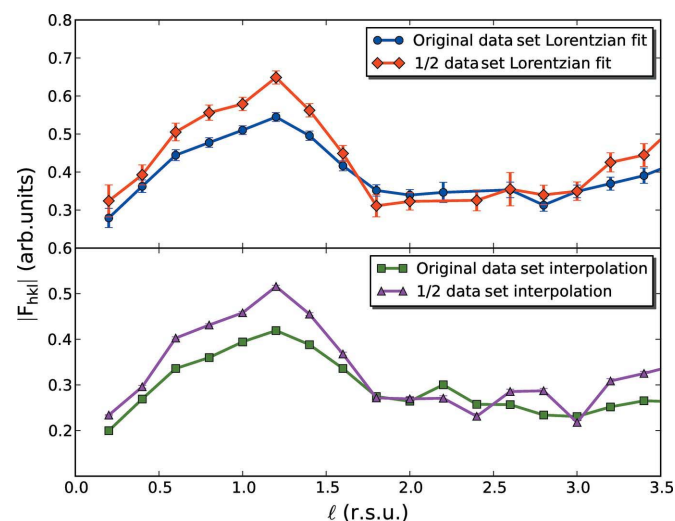 0.8
Original data set Lorentzian fit
1/2 data set Lorentzian fit
0.7
0.6
0.5
0.4
0.3
|F_hkl| (arb.units)
0.6
Original data set interpolation
1/2 data set interpolation
0.5
0.4
0.3
0.2
0.0 0.5 1.0 1.5 2.0 2.5 3.0 3.5
ℓ (r.s.u.)